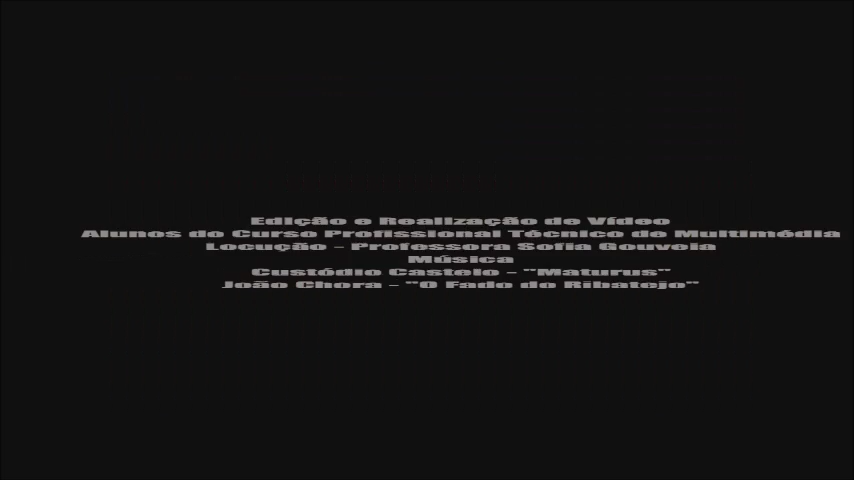 Edição e Realização de Vídeo
Alunos do Curso Profissional Técnico de Multimédia
Locução - Professora Sofia Gouveia
Música
Custódio Castelo - "Maturus"
João Chora - "O Fado do Ribatejo"